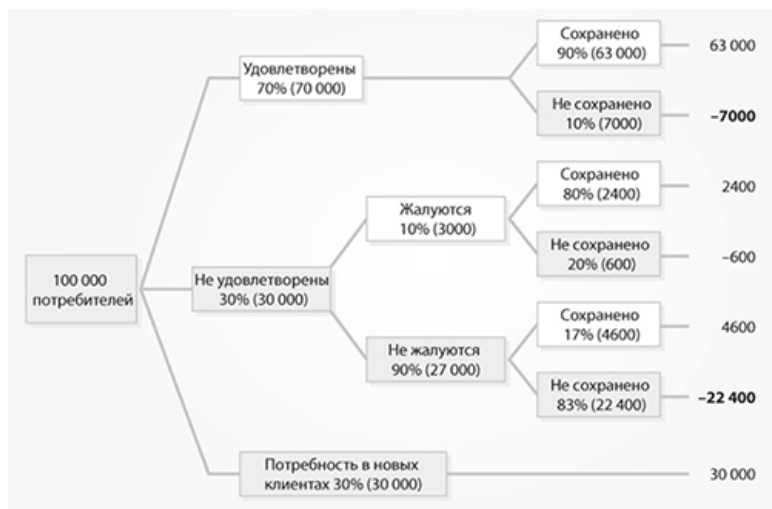 Сохранено
90% (63 000)
63 000
Удовлетворены
70% (70 000)
Не сохранено
10% (7000)
–7000
Сохранено
80% (2400)
2400
Жалуются
10% (3000)
Не сохранено
20% (600)
–600
100 000
потребителей
Не удовлетворены
30% (30 000)
Сохранено
17% (4600)
4600
Не жалуются
90% (27 000)
Не сохранено
83% (22 400)
–22 400
Потребность в новых
клиентах 30% (30 000)
30 000